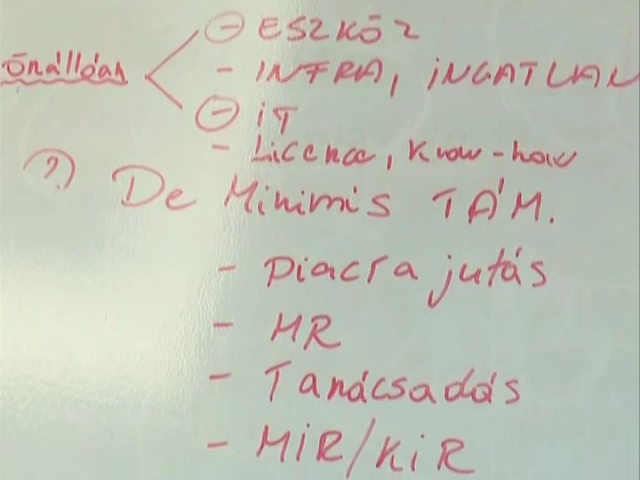 - ESZKÖZ
önállóan
- INFRA, iNGATLAN
- iT
- Licence, Know-how
?) De Minimis TÁM.
- Piacra jutás
- HR
- Tanácsadás
- MiR/KiR